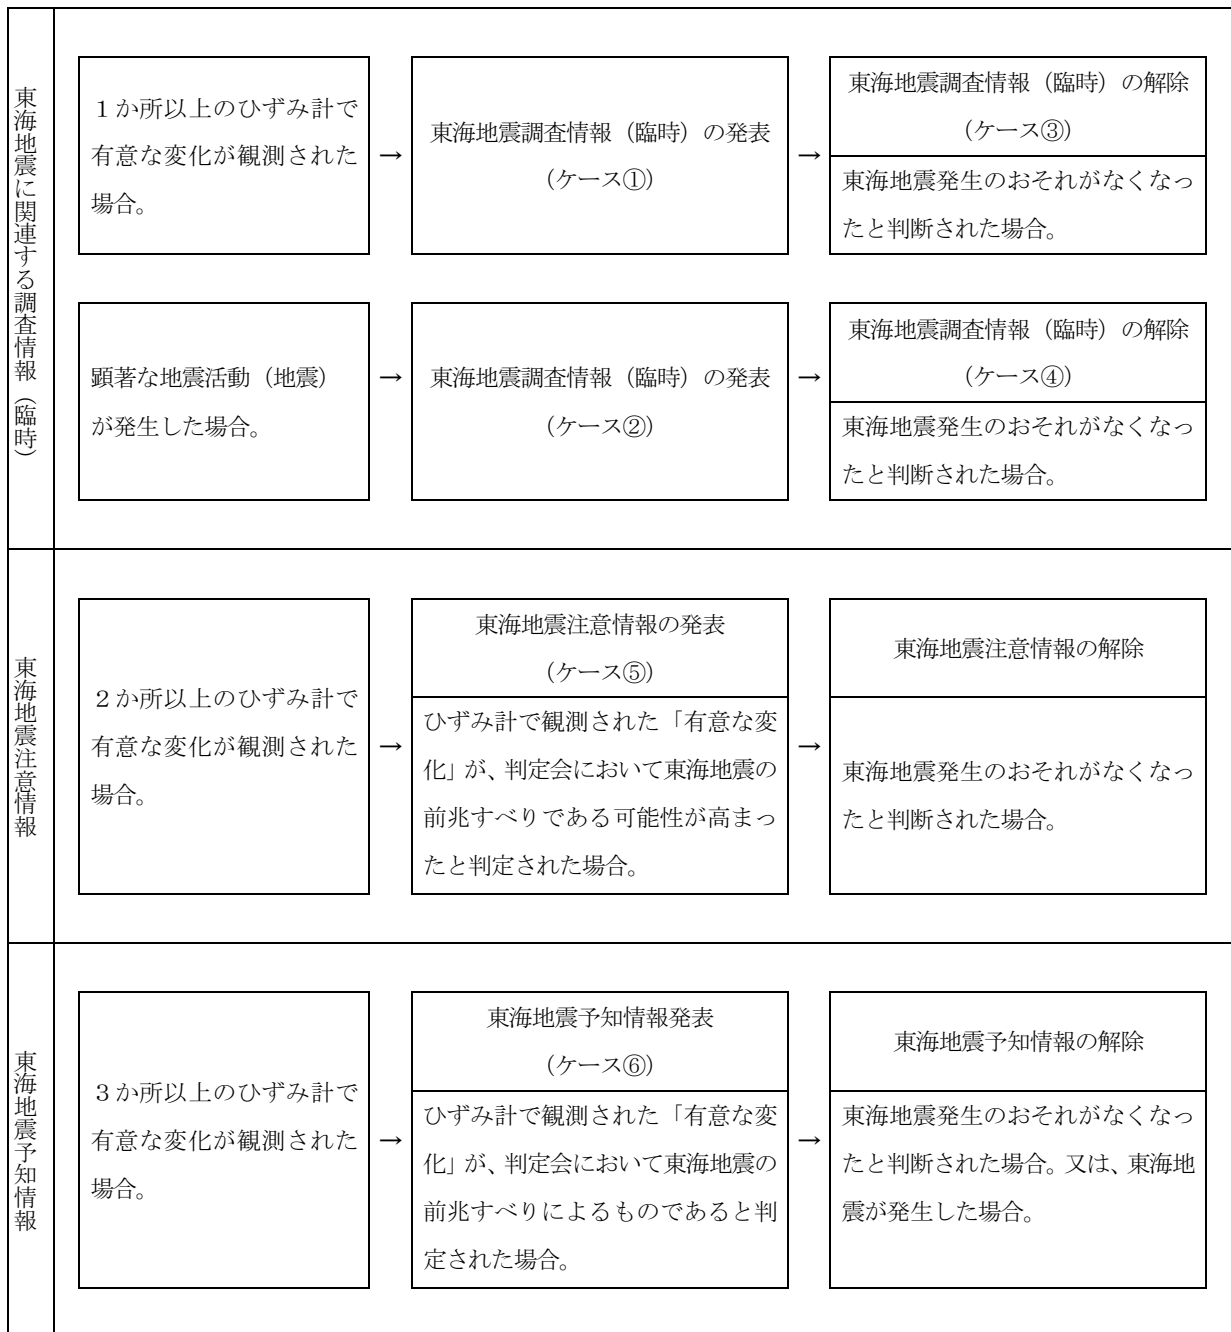 東海地震に関連する調査情報（臨時）
１か所以上のひずみ計で
有意な変化が観測された
場合。
→
東海地震調査情報（臨時）の発表
（ケース①）
→
東海地震調査情報（臨時）の解除
（ケース③）
東海地震発生のおそれがなくなっ
たと判断された場合。
顕著な地震活動（地震）
が発生した場合。
→
東海地震調査情報（臨時）の発表
（ケース②）
→
東海地震調査情報（臨時）の解除
（ケース④）
東海地震発生のおそれがなくなっ
たと判断された場合。
東海地震注意情報
２か所以上のひずみ計で
有意な変化が観測された
場合。
→
東海地震注意情報の発表
（ケース⑤）
ひずみ計で観測された「有意な変
化」が、判定会において東海地震の
前兆すべりである可能性が高まっ
たと判定された場合。
→
東海地震注意情報の解除
東海地震発生のおそれがなくなっ
たと判断された場合。
東海地震予知情報
３か所以上のひずみ計で
有意な変化が観測された
場合。
→
東海地震予知情報発表
（ケース⑥）
ひずみ計で観測された「有意な変
化」が、判定会において東海地震の
前兆すべりによるものであると判
定された場合。
→
東海地震予知情報の解除
東海地震発生のおそれがなくなっ
たと判断された場合。又は、東海地
震が発生した場合。